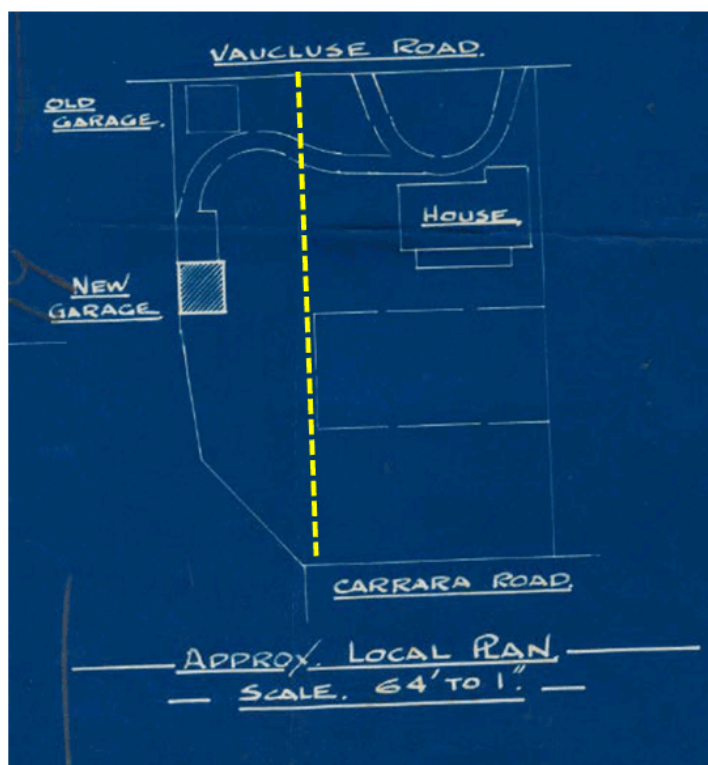 VAUCLUSE ROAD.
OLD
GARAGE.
HOUSE
NEW
GARAGE
CARRARA ROAD.
APPROX. LOCAL PLAN.
SCALE. 64' TO 1".